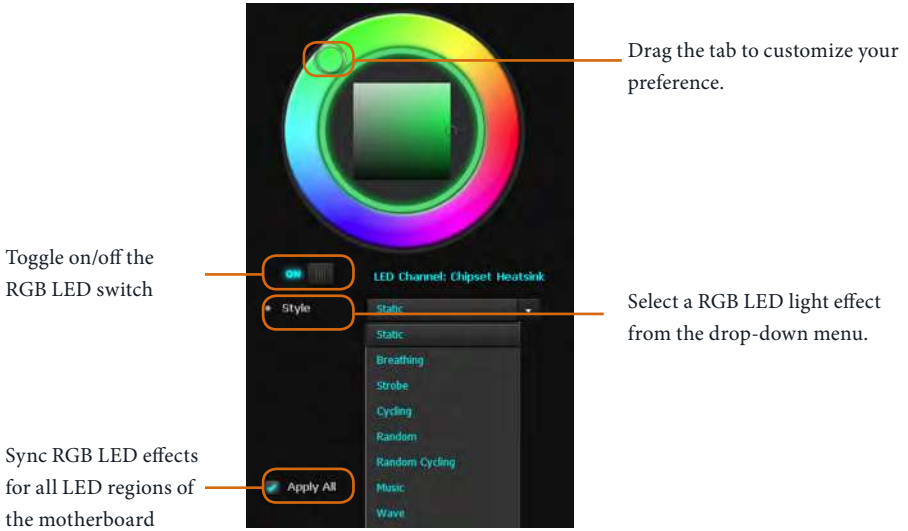 Drag the tab to customize your
preference.
Toggle on/off the
RGB LED switch
ON
LED Channel: Chipset Heatsink
Style
Static
Select a RGB LED light effect
from the drop-down menu.
Static
Breathing
Strobe
Cycling
Random
Random Cycling
Music
Wave
Sync RGB LED effects
for all LED regions of
the motherboard
Apply All